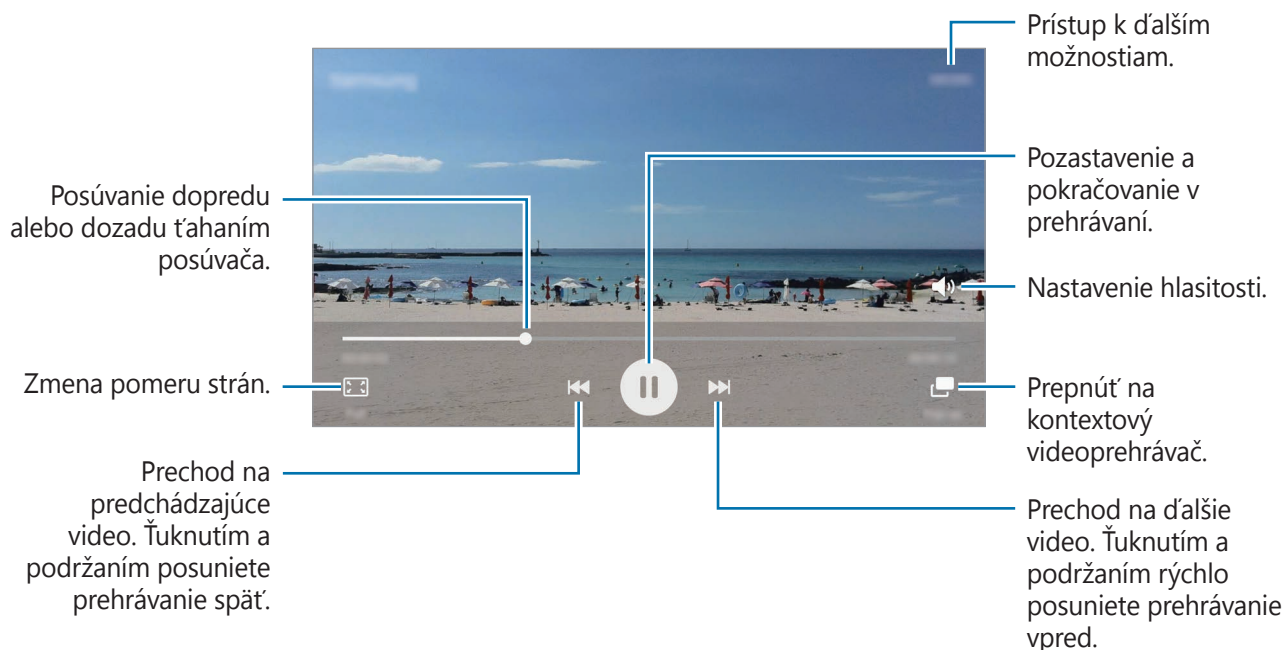 Prístup k ďalším
možnostiam.
Pozastavenie a
pokračovanie v
prehrávaní.
Posúvanie dopredu
alebo dozadu ťahaním
posúvača.
Nastavenie hlasitosti.
Zmena pomeru strán.
Prepnúť na
kontextový
videoprehrávač.
Prechod na
predchádzajúce
video. Ťuknutím a
podržaním posuniete
prehrávanie späť.
Prechod na ďalšie
video. Ťuknutím a
podržaním rýchlo
posuniete prehrávanie
vpred.